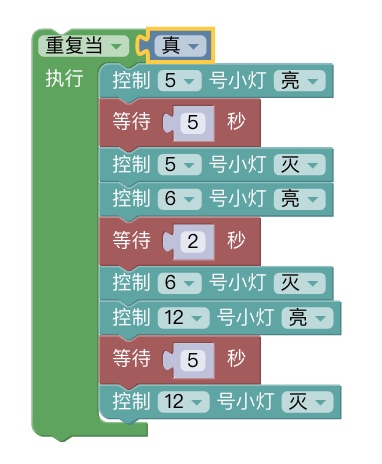 重复当 真
执行 控制 5 号小灯 亮
等待 5 秒
控制 5 号小灯 灭
控制 6 号小灯 亮
等待 2 秒
控制 6 号小灯 灭
控制 12 号小灯 亮
等待 5 秒
控制 12 号小灯 灭